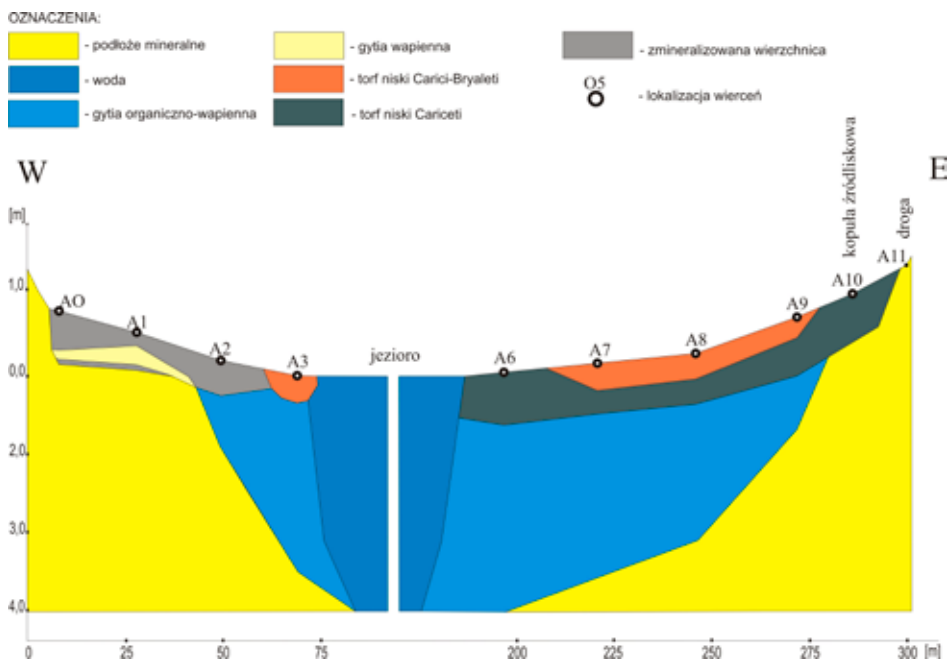 OZNACZENIA:
- podłoże mineralne
- woda
- gytia organiczno-wapienna
- gytia wapienna
- torf niski Carici-Bryaleti
- torf niski Cariceti
- zmineralizowana wierzchnica
O5
- lokalizacja wierceń
W
E
[m]
kopuła źródliskowa
droga
1,0
0,0
2,0
3,0
4,0
AO
A1
A2
A3
jezioro
A6
A7
A8
A9
A10
A11
0
25
50
75
200
225
250
275
300
[m]